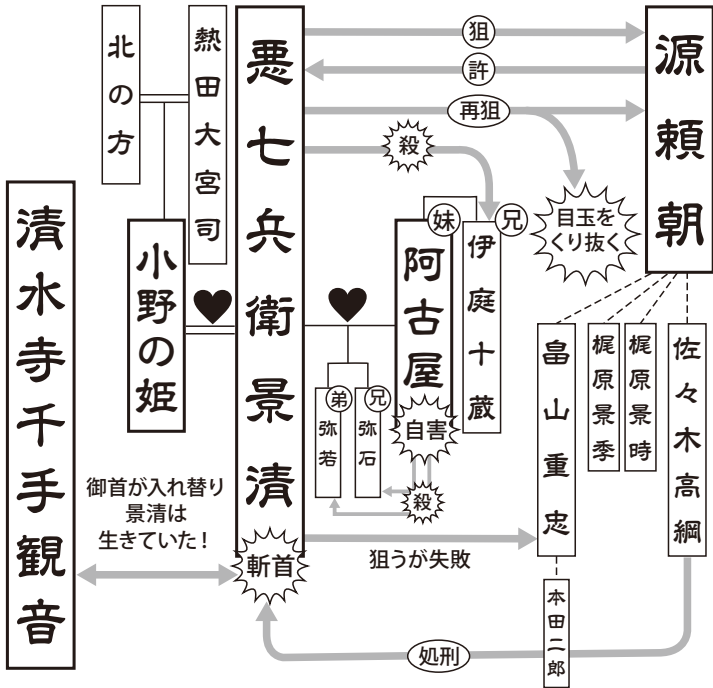 北の方
熱田大宮司
悪七兵衛景清
源頼朝
狙
許
再狙
殺
目玉を
くり抜く
清水寺千手観音
小野の姫
妹
兄
阿古屋
伊庭十蔵
弟
兄
弥若
弥石
自害
殺
畠山重忠
梶原景季
梶原景時
佐々木高綱
御首が入れ替り
景清は
生きていた！
斬首
狙うが失敗
本田二郎
処刑